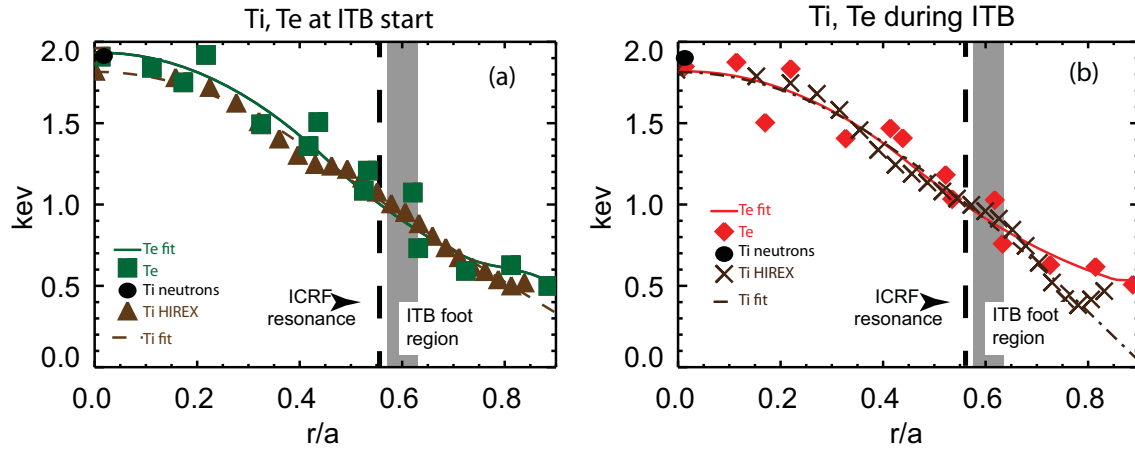 Ti, Te at ITB start
(a)
kev
2.0
1.5
1.0
0.5
0.0
Te fit
Te
Ti neutrons
Ti HIREX
Ti fit
ICRF
resonance
ITB foot
region
0.0 0.2 0.4 0.6 0.8
r/a
Ti, Te during ITB
(b)
kev
2.0
1.5
1.0
0.5
0.0
Te fit
Te
Ti neutrons
Ti HIREX
Ti fit
ICRF
resonance
ITB foot
region
0.0 0.2 0.4 0.6 0.8
r/a